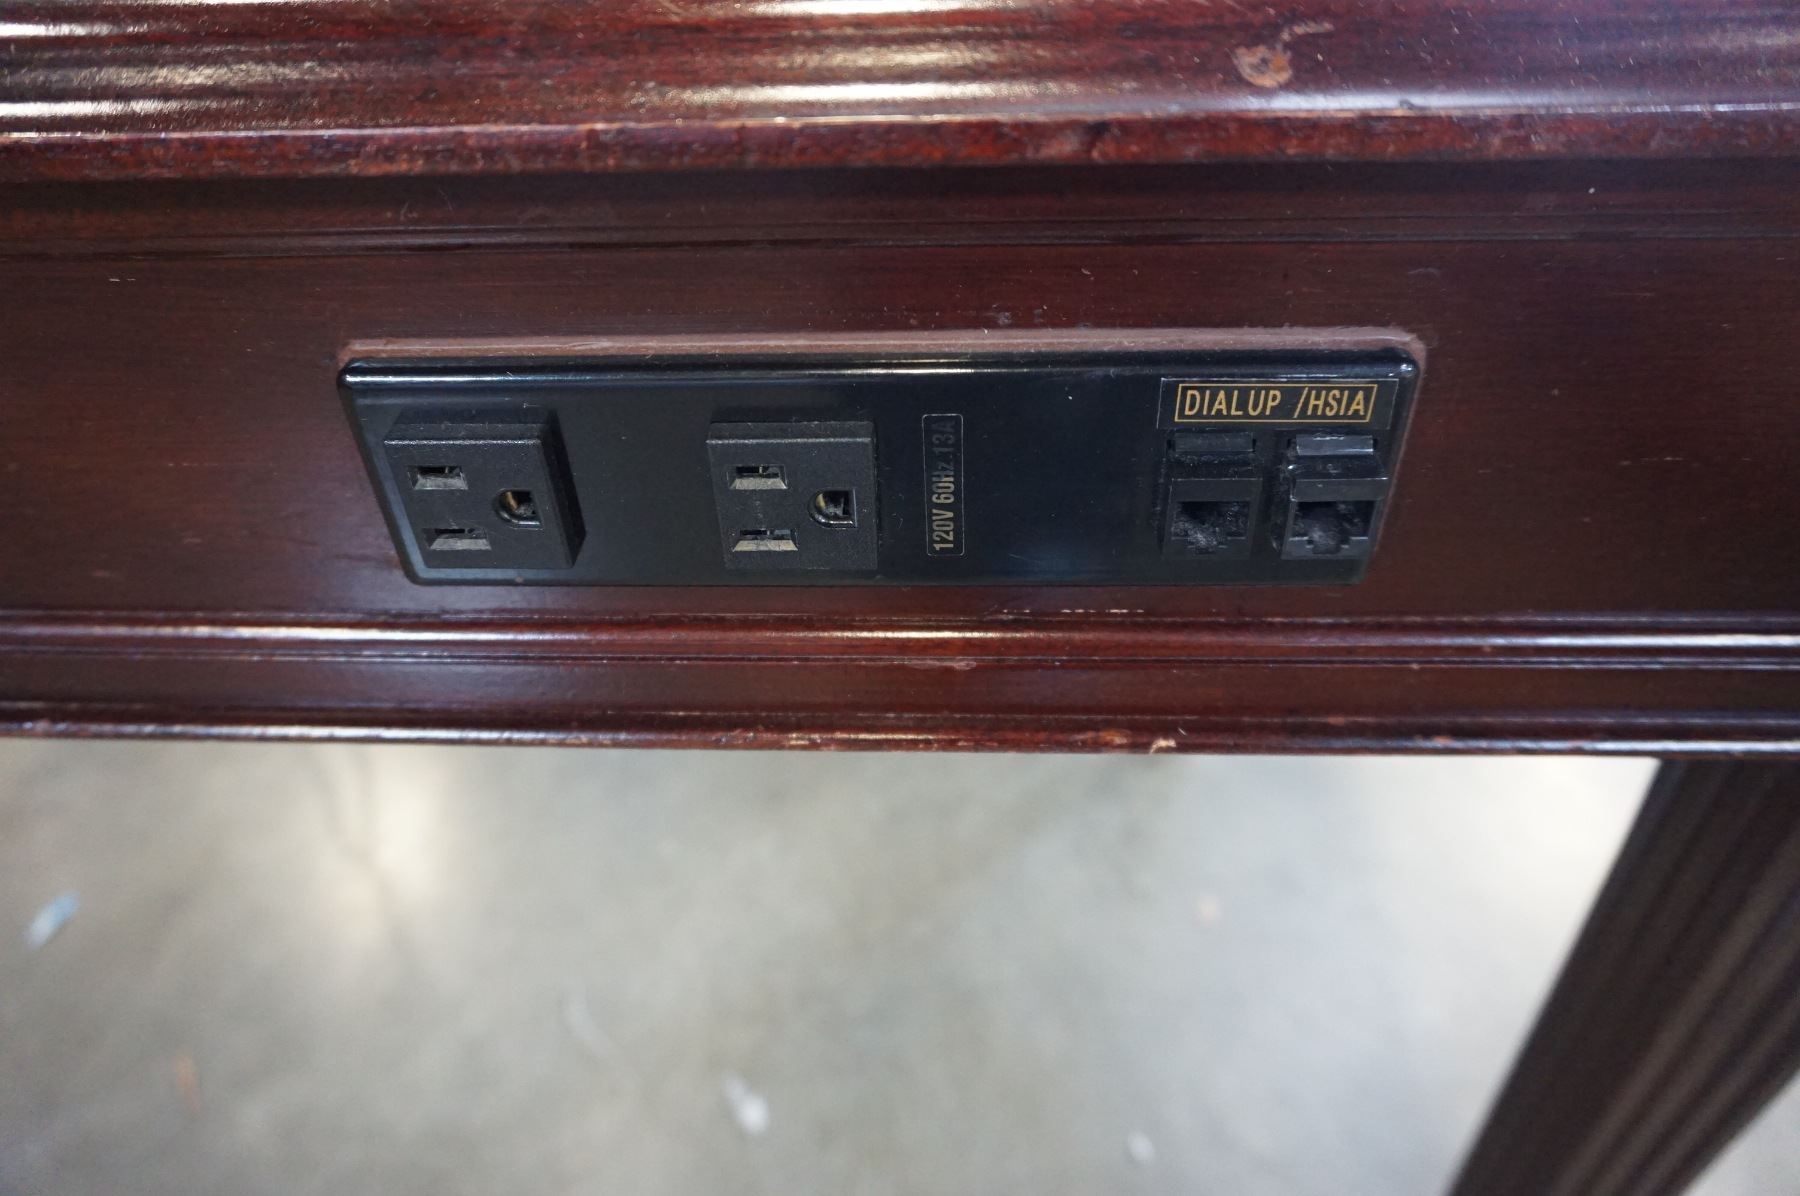 DIALUP /HSIA
120V 60Hz 13A